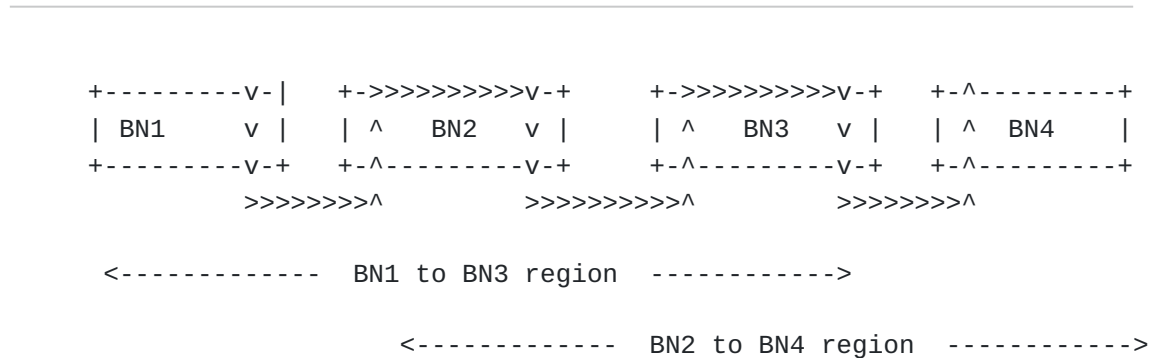 +---------v-|   +->>>>>>>>>>v-+     +->>>>>>>>>>v-+   +-^---------+
| BN1     v |   | ^   BN2   v |     | ^   BN3   v |   | ^  BN4    |
+---------v-+   +-^---------v-+     +-^---------v-+   +-^---------+
          >>>>>>>>^         >>>>>>>>>>^         >>>>>>>>^
<-------------  BN1 to BN3 region  ------------>
<-------------  BN2 to BN4 region  ------------>